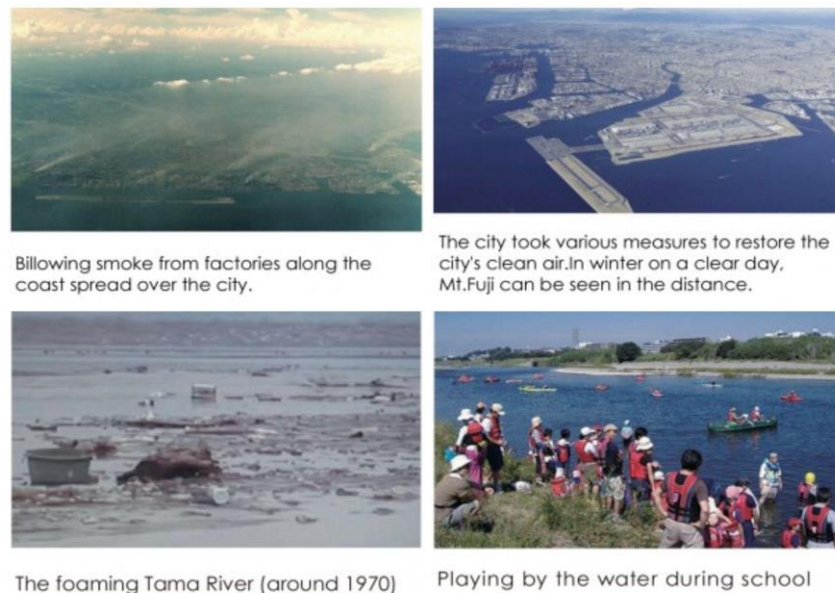 Billowing smoke from factories along the
coast spread over the city.
The city took various measures to restore the
city's clean air.In winter on a clear day,
Mt.Fuji can be seen in the distance.
The foaming Tama River (around 1970)
Playing by the water during school